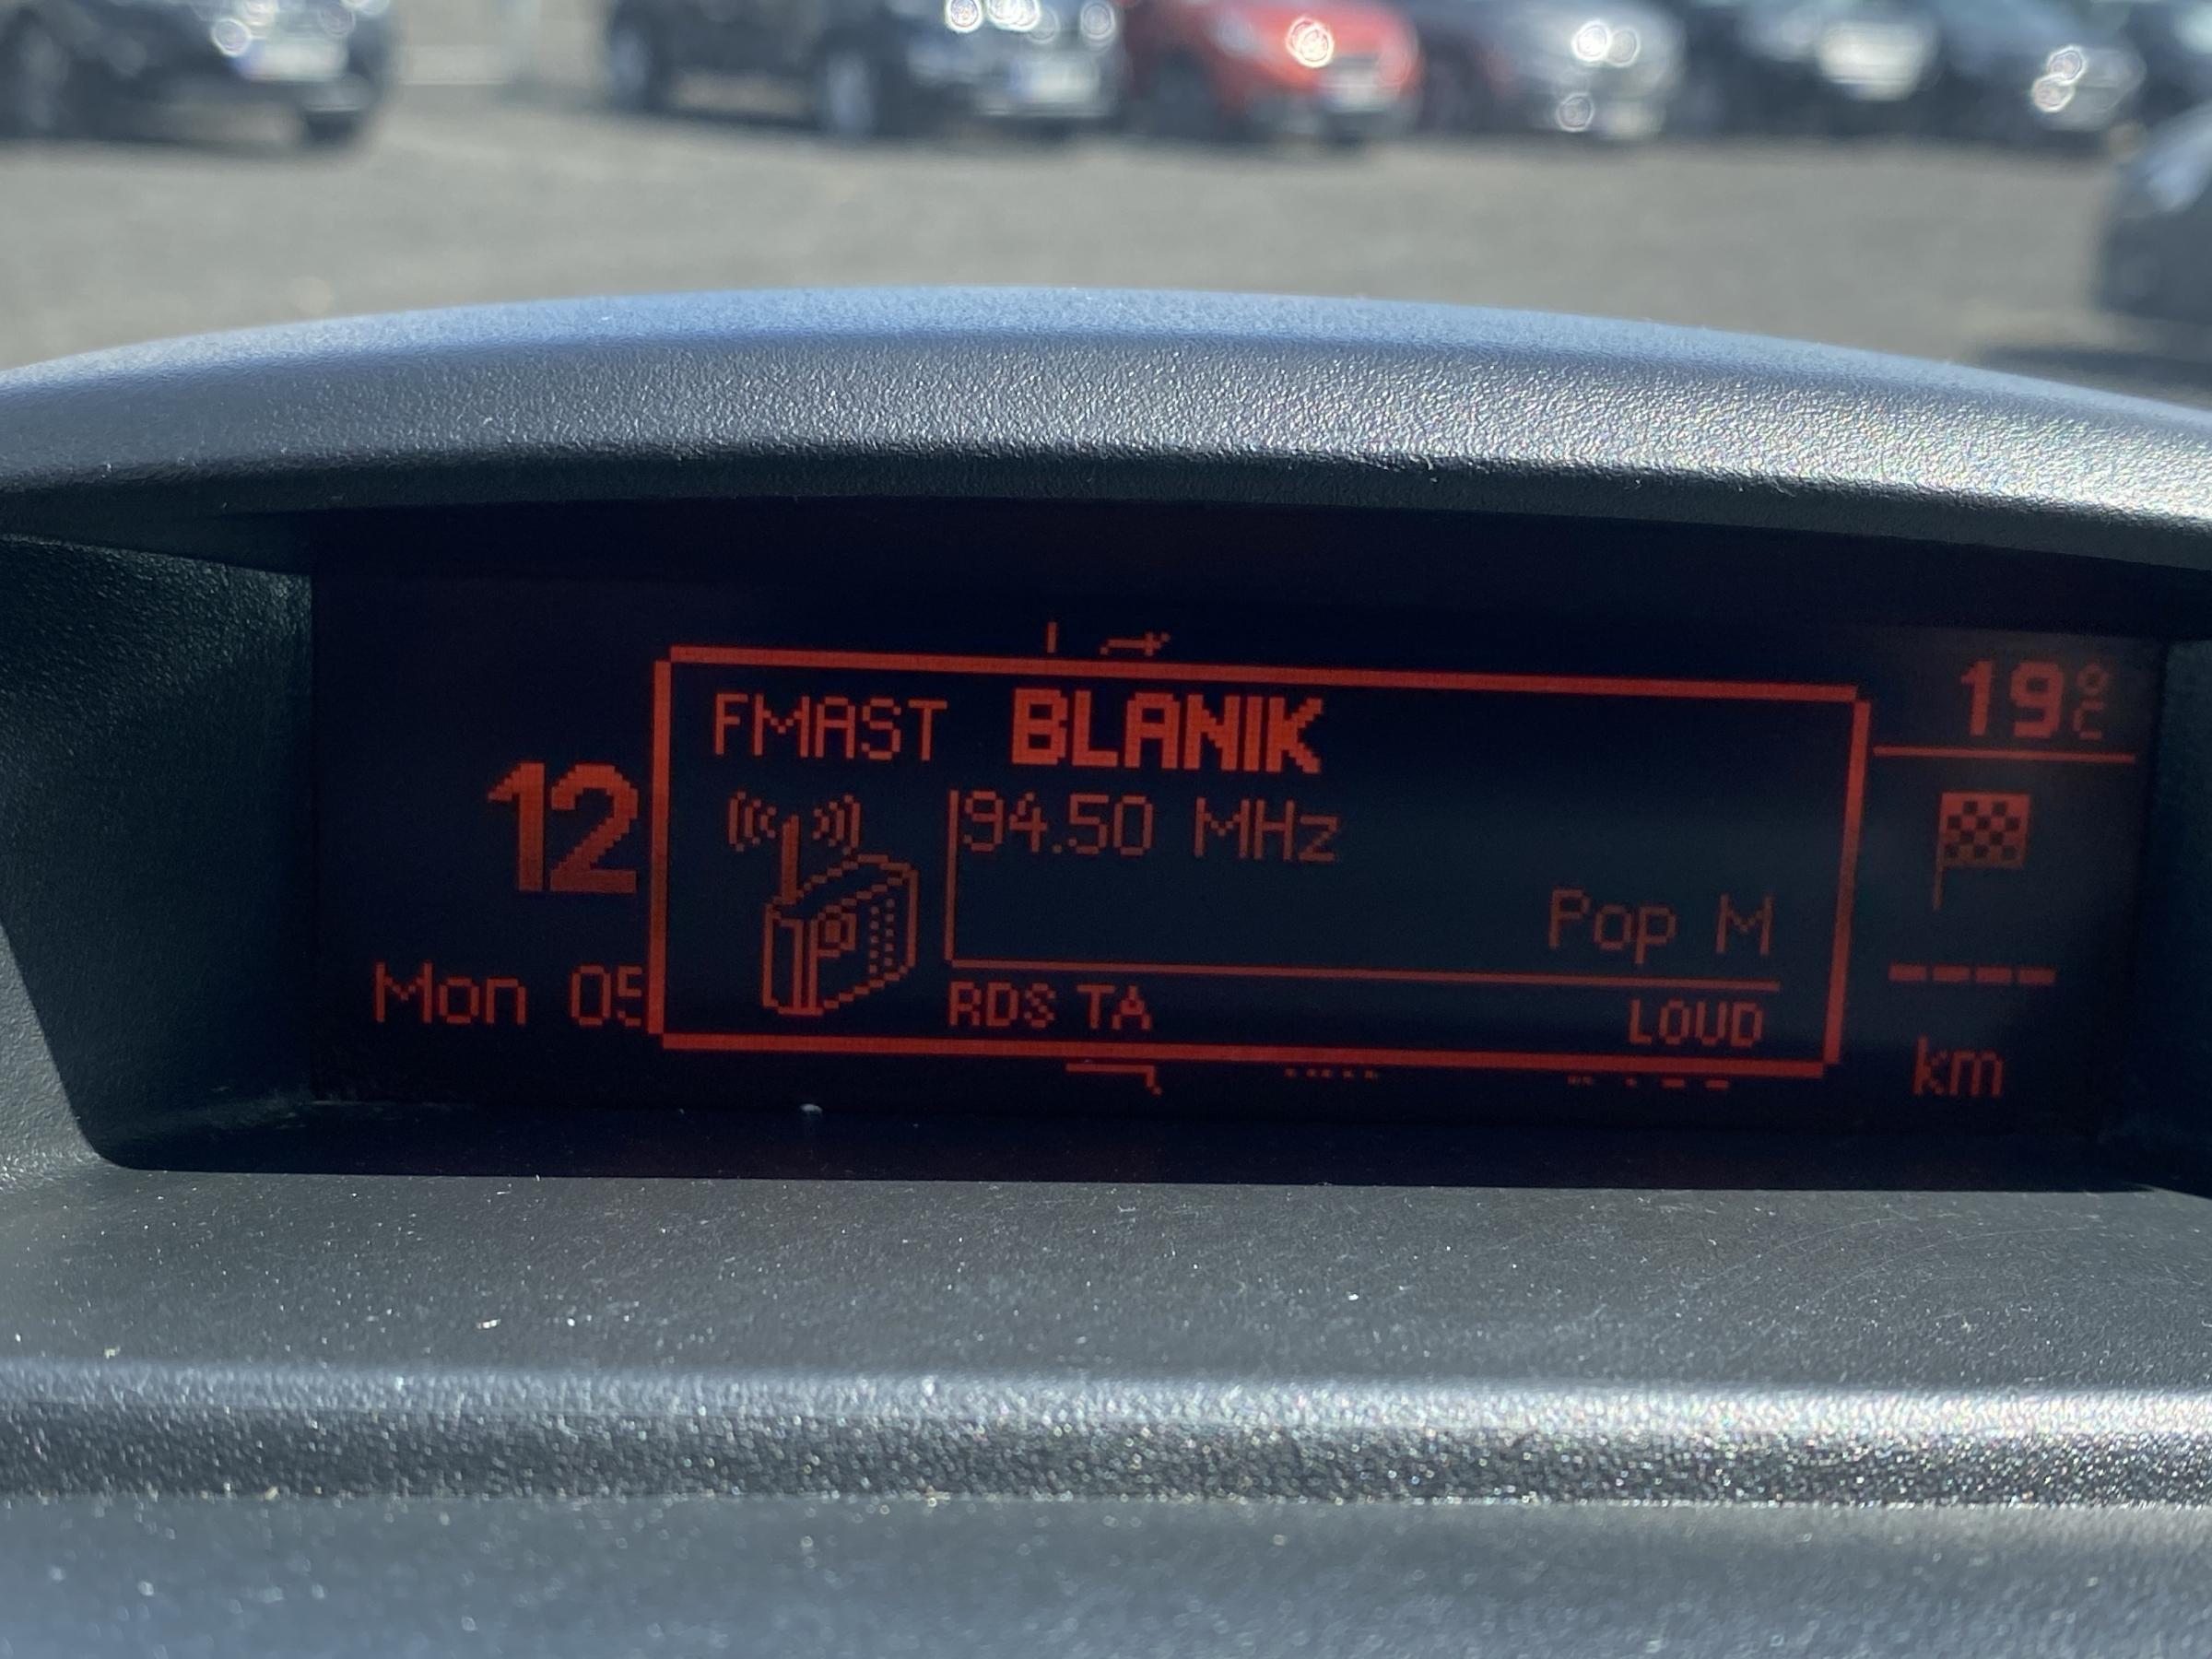 FMAST BLANIK
19°C
12
94.50 MHz
Pop M
Mon 05
RDS TA
LOUD
----
km